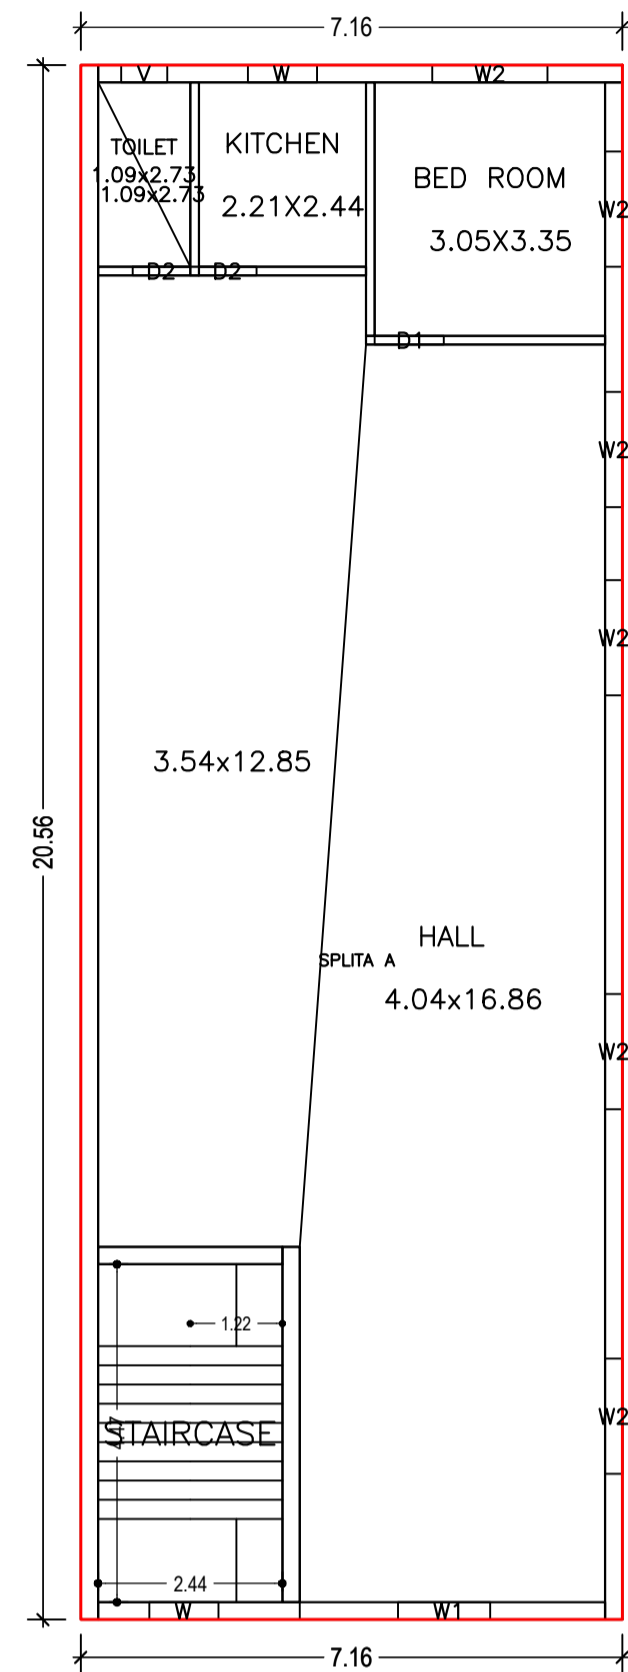 7.16
V W W2
TOILET
1.09x2.73
1.09x2.73
KITCHEN
2.21X2.44
BED ROOM
3.05X3.35
W2
D2 D2
D1
W2
W2
3.54x12.85
20.56
HALL
SPLITA A
4.04x16.86
W2
1.22
W2
STAIRCASE
2.44
W W1
7.16